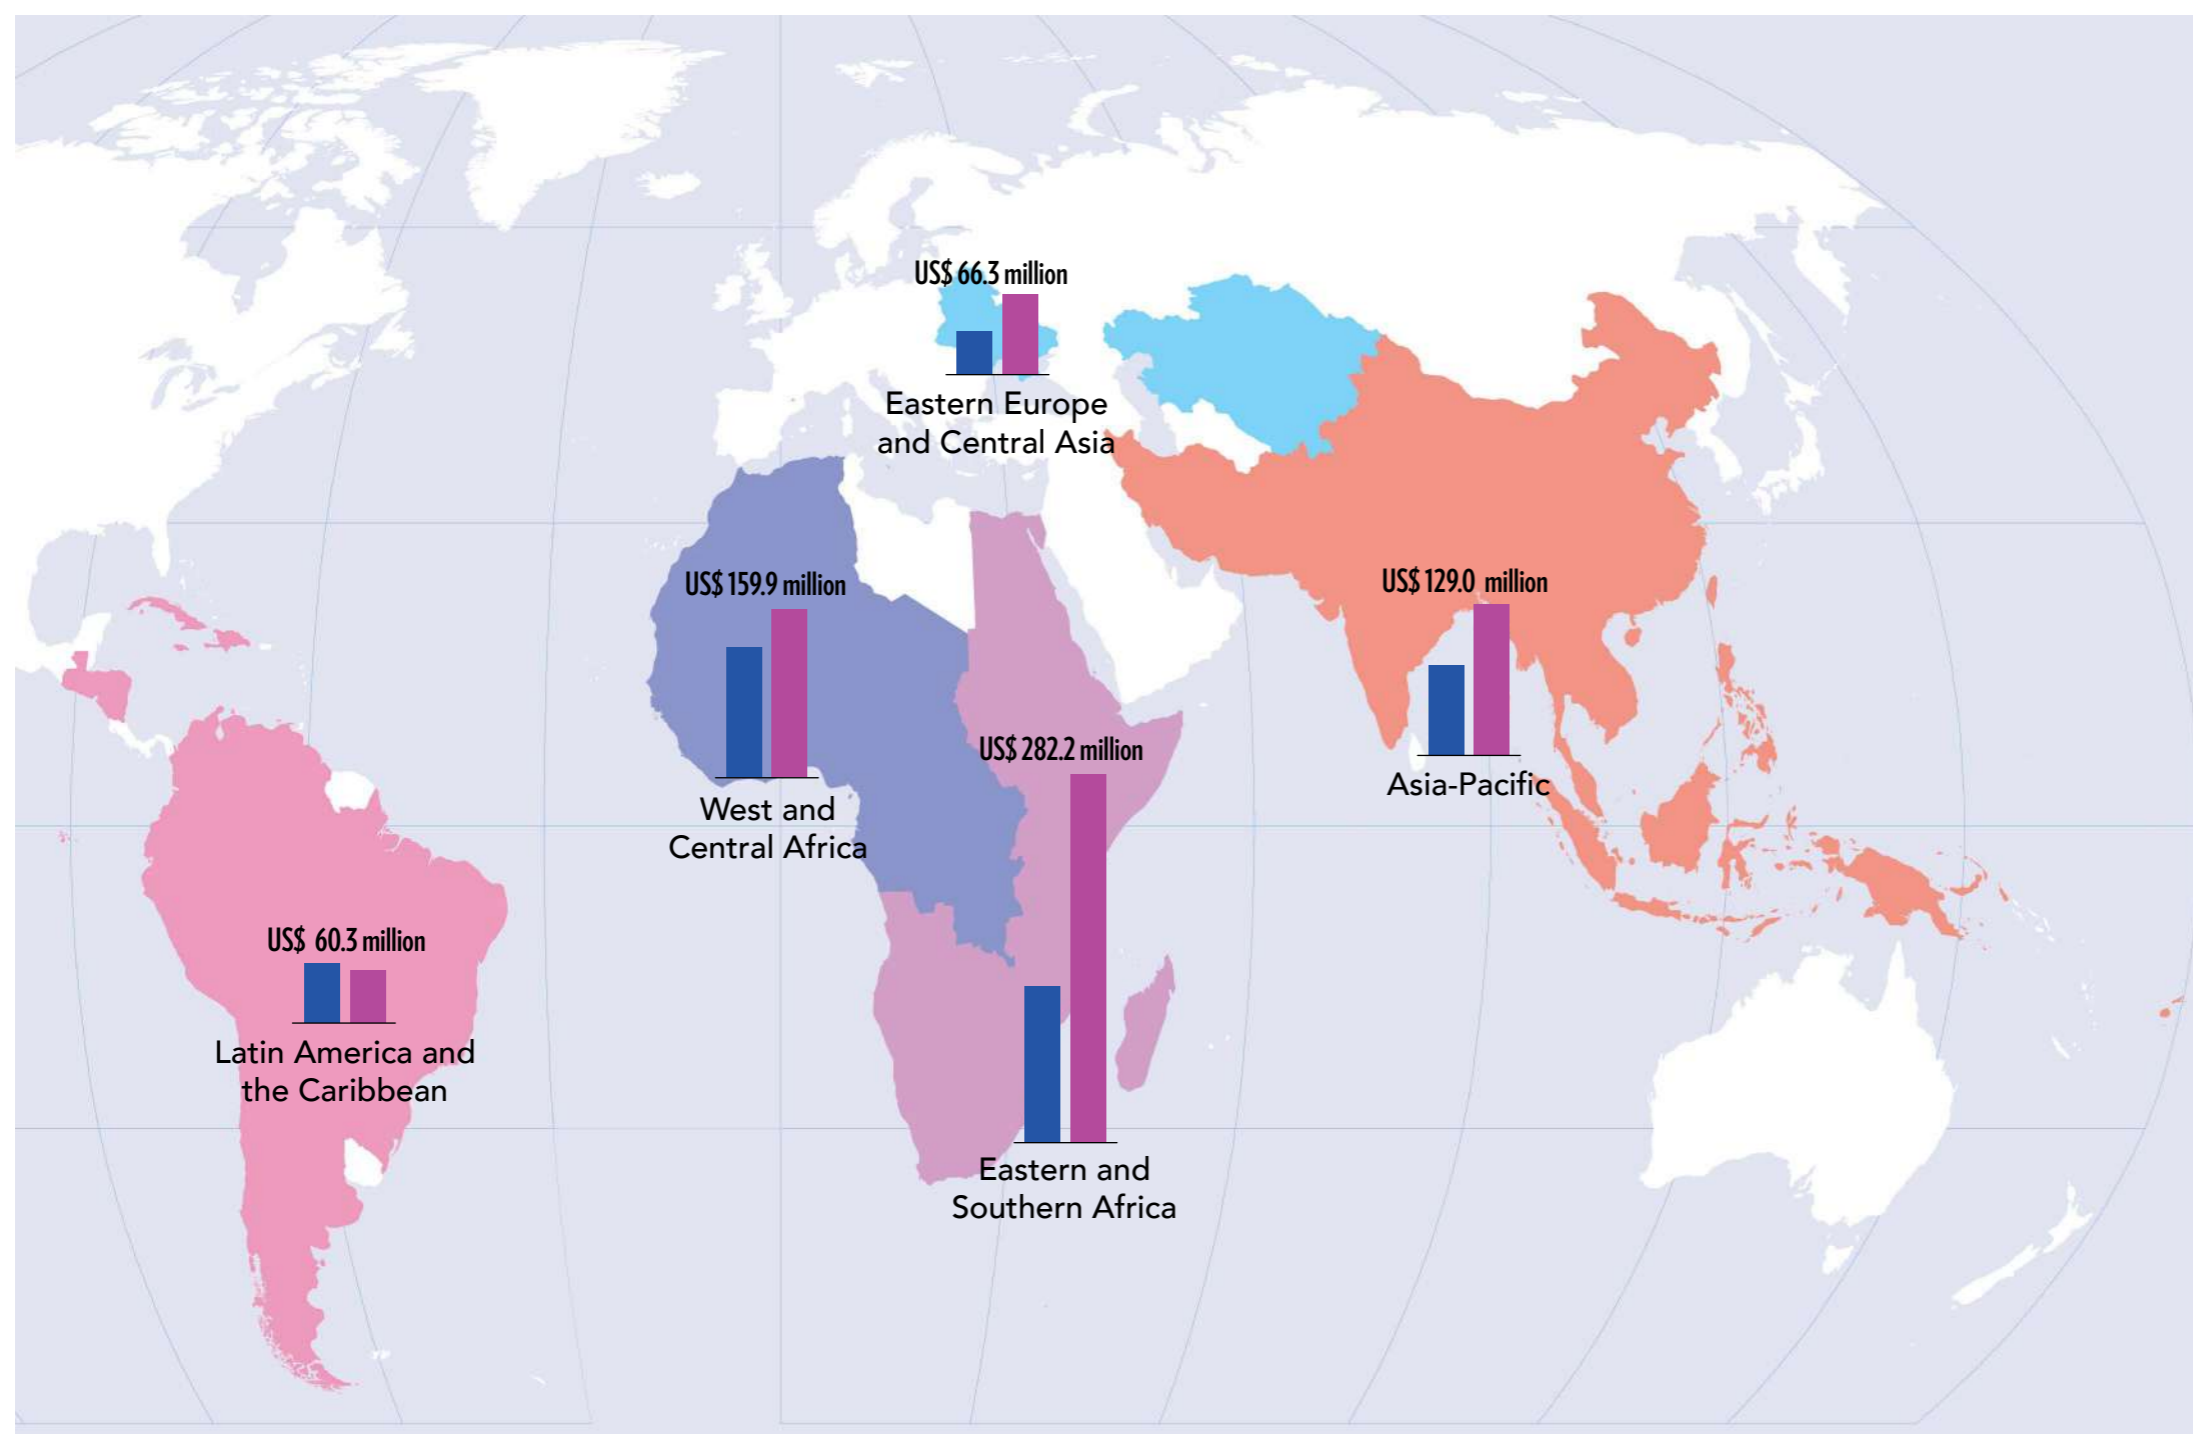 US$ 66.3 million
Eastern Europe
and Central Asia
US$ 159.9 million
West and
Central Africa
US$ 129.0 million
Asia-Pacific
US$ 282.2 million
Eastern and
Southern Africa
US$ 60.3 million
Latin America and
the Caribbean